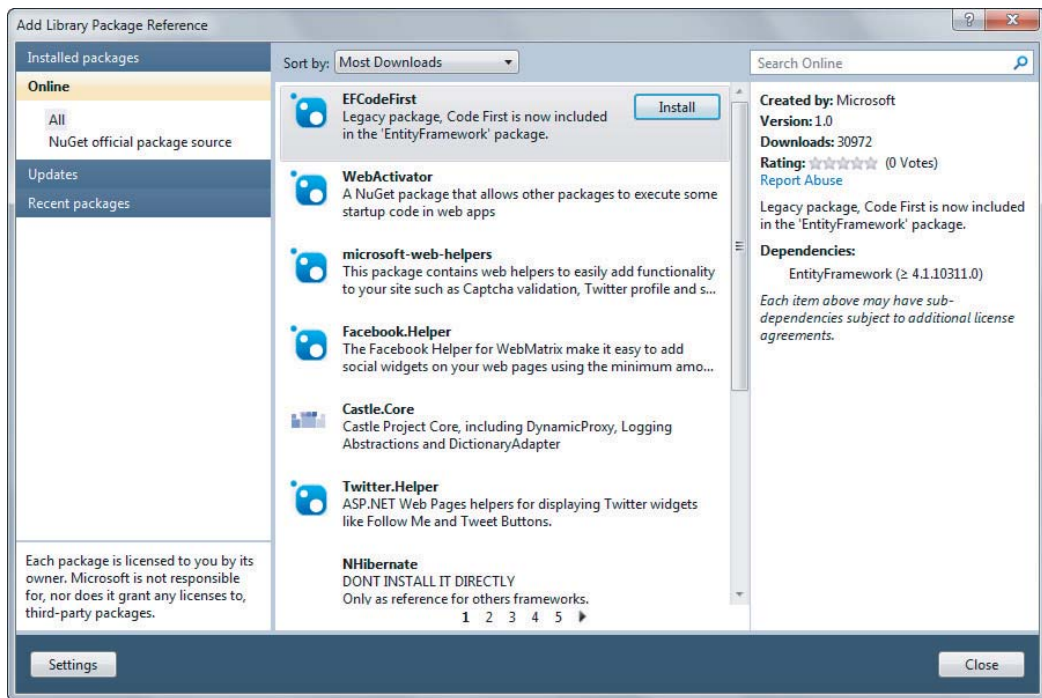 Add Library Package Reference
?
X
Installed packages
Online
All
NuGet official package source
Updates
Recent packages
Each package is licensed to you by its
owner. Microsoft is not responsible
for, nor does it grant any licenses to,
third-party packages.
Sort by: Most Downloads
EFCodeFirst
Legacy package, Code First is now included
in the 'EntityFramework' package.
Install
WebActivator
A NuGet package that allows other packages to execute some
startup code in web apps
microsoft-web-helpers
This package contains web helpers to easily add functionality
to your site such as Captcha validation, Twitter profile and s...
Facebook.Helper
The Facebook Helper for WebMatrix make it easy to add
social widgets on your web pages using the minimum amo...
Castle.Core
Castle Project Core, including DynamicProxy, Logging
Abstractions and DictionaryAdapter
Twitter.Helper
ASP.NET Web Pages helpers for displaying Twitter widgets
like Follow Me and Tweet Buttons.
NHibernate
DONT INSTALL IT DIRECTLY
Only as reference for others frameworks.
1 2 3 4 5
Search Online
Created by: Microsoft
Version: 1.0
Downloads: 30972
Rating: (0 Votes)
Report Abuse
Legacy package, Code First is now included
in the 'EntityFramework' package.
Dependencies:
EntityFramework (≥ 4.1.10311.0)
Each item above may have sub-
dependencies subject to additional license
agreements.
Settings
Close